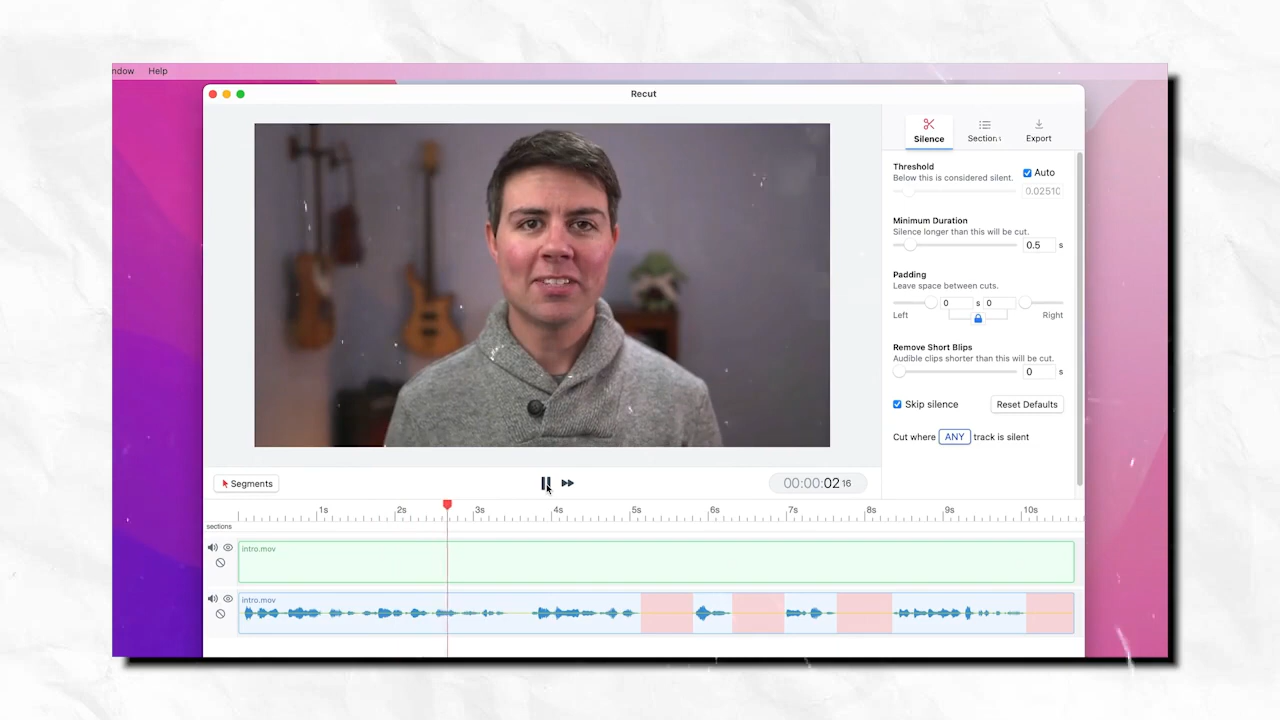 ndow Help
Recut
Silence Sections Export
Threshold
Below this is considered silent.
Auto
0.02510
Minimum Duration
Silence longer than this will be cut.
0.5 s
Padding
Leave space between cuts.
0 s 0
Left Right
Remove Short Blips
Audible clips shorter than this will be cut.
0 s
Skip silence Reset Defaults
Cut where ANY track is silent
Segments
00:00:02 16
1s 2s 3s 4s 5s 6s 7s 8s 9s 10s
sections
intro.mov
intro.mov